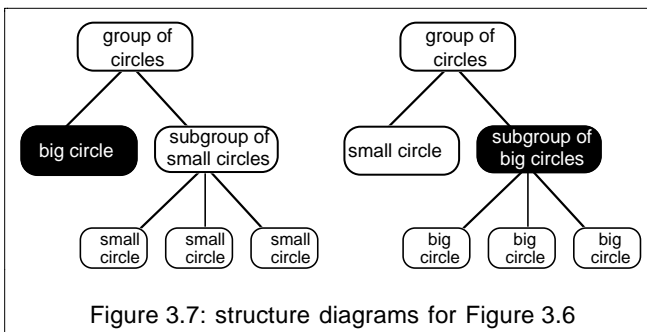 group of
circles
big circle
subgroup of
small circles
small
circle
small
circle
small
circle
group of
circles
small circle
subgroup of
big circles
big
circle
big
circle
big
circle
Figure 3.7: structure diagrams for Figure 3.6